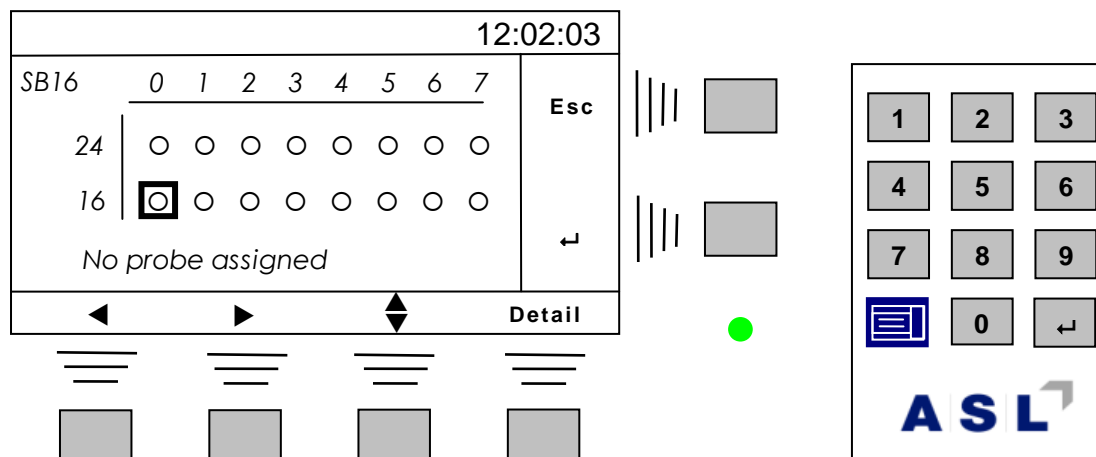 12:02:03
SB16 0 1 2 3 4 5 6 7
Esc
24
16
No probe assigned
Detail
1 2 3
4 5 6
7 8 9
0
ASL